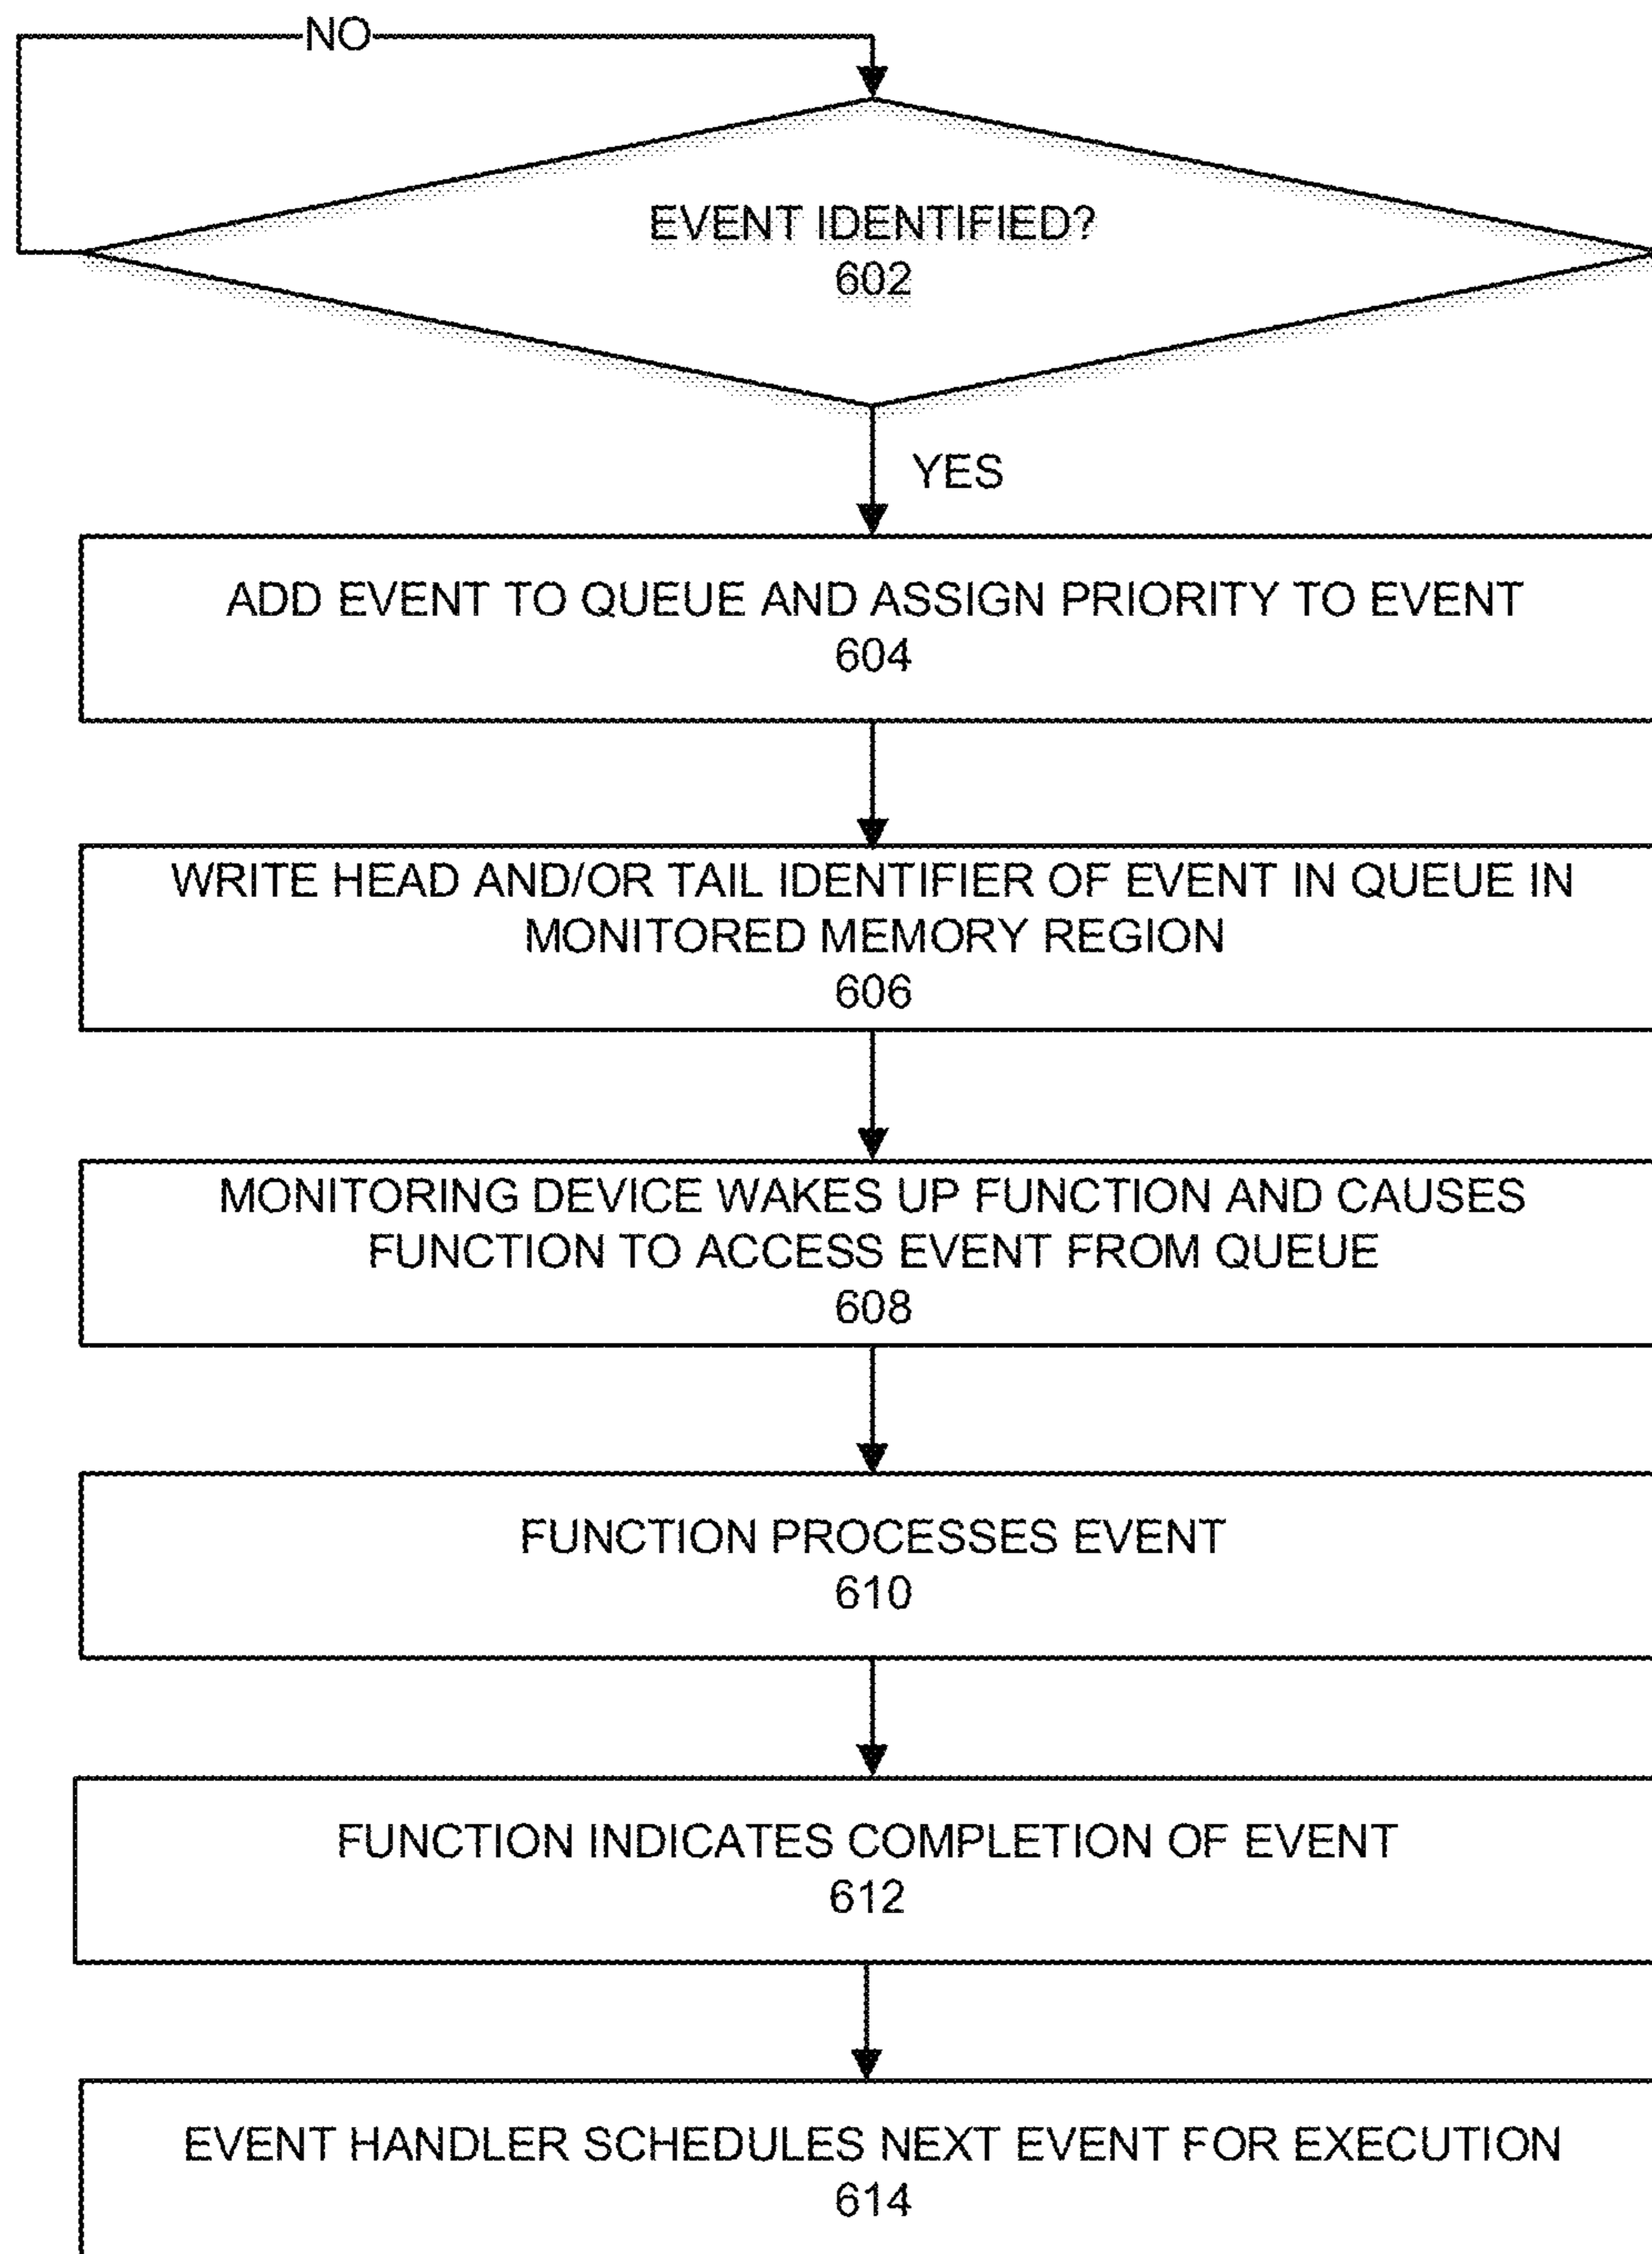 NO
EVENT IDENTIFIED?
602
YES
ADD EVENT TO QUEUE AND ASSIGN PRIORITY TO EVENT
604
WRITE HEAD AND/OR TAIL IDENTIFIER OF EVENT IN QUEUE IN
MONITORED MEMORY REGION
606
MONITORING DEVICE WAKES UP FUNCTION AND CAUSES
FUNCTION TO ACCESS EVENT FROM QUEUE
608
FUNCTION PROCESSES EVENT
610
FUNCTION INDICATES COMPLETION OF EVENT
612
EVENT HANDLER SCHEDULES NEXT EVENT FOR EXECUTION
614